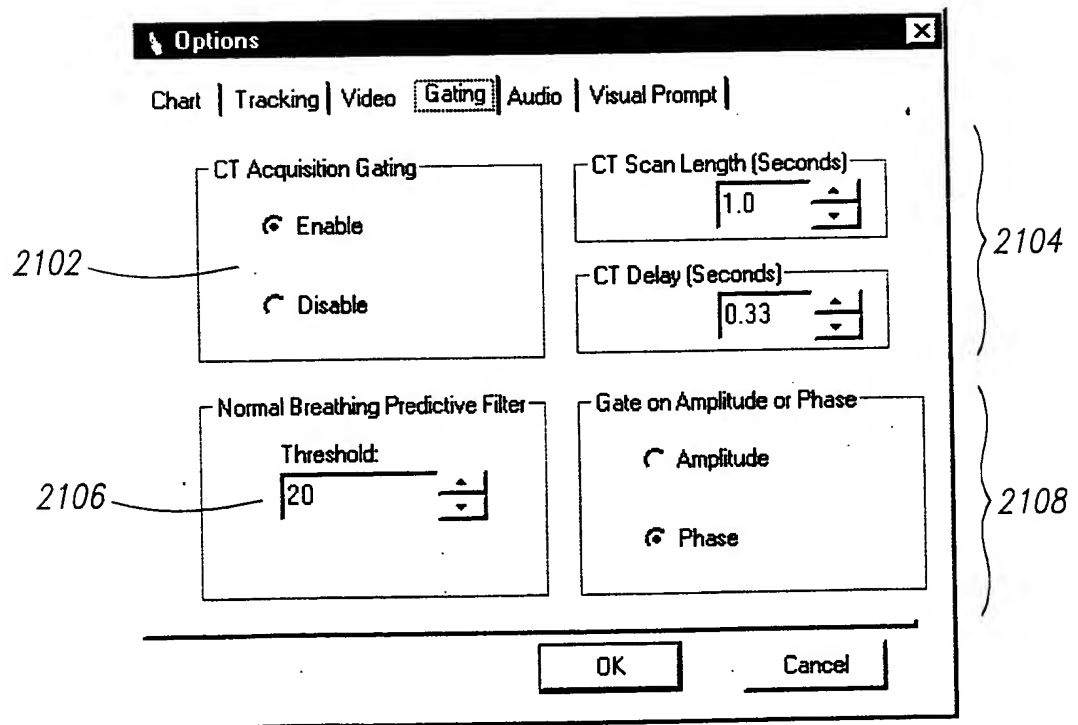 Options
Chart Tracking Video Gating Audio Visual Prompt
CT Acquisition Gating
Enable
Disable
2102
CT Scan Length (Seconds)
1.0
CT Delay (Seconds)
0.33
2104
Normal Breathing Predictive Filter
Threshold:
20
2106
Gate on Amplitude or Phase
Amplitude
Phase
2108
OK
Cancel